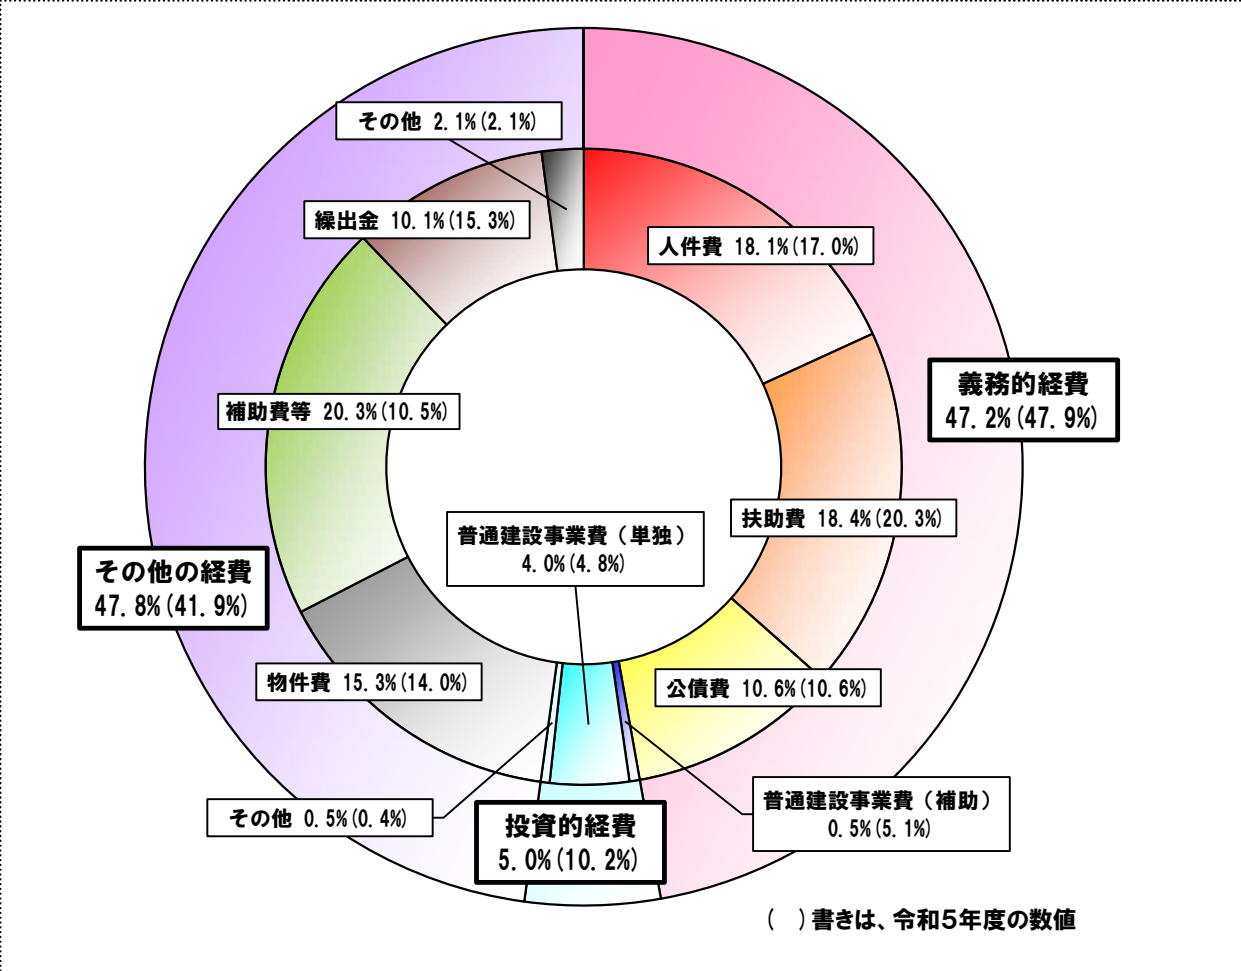 その他 2.1%(2.1%)
繰出金 10.1%(15.3%)
人件費 18.1%(17.0%)
義務的経費
47.2%(47.9%)
補助費等 20.3%(10.5%)
扶助費 18.4%(20.3%)
普通建設事業費(単独)
4.0%(4.8%)
その他の経費
47.8%(41.9%)
物件費 15.3%(14.0%)
公債費 10.6%(10.6%)
普通建設事業費(補助)
0.5%(5.1%)
その他 0.5%(0.4%)
投資的経費
5.0%(10.2%)
( )書きは、令和5年度の数値